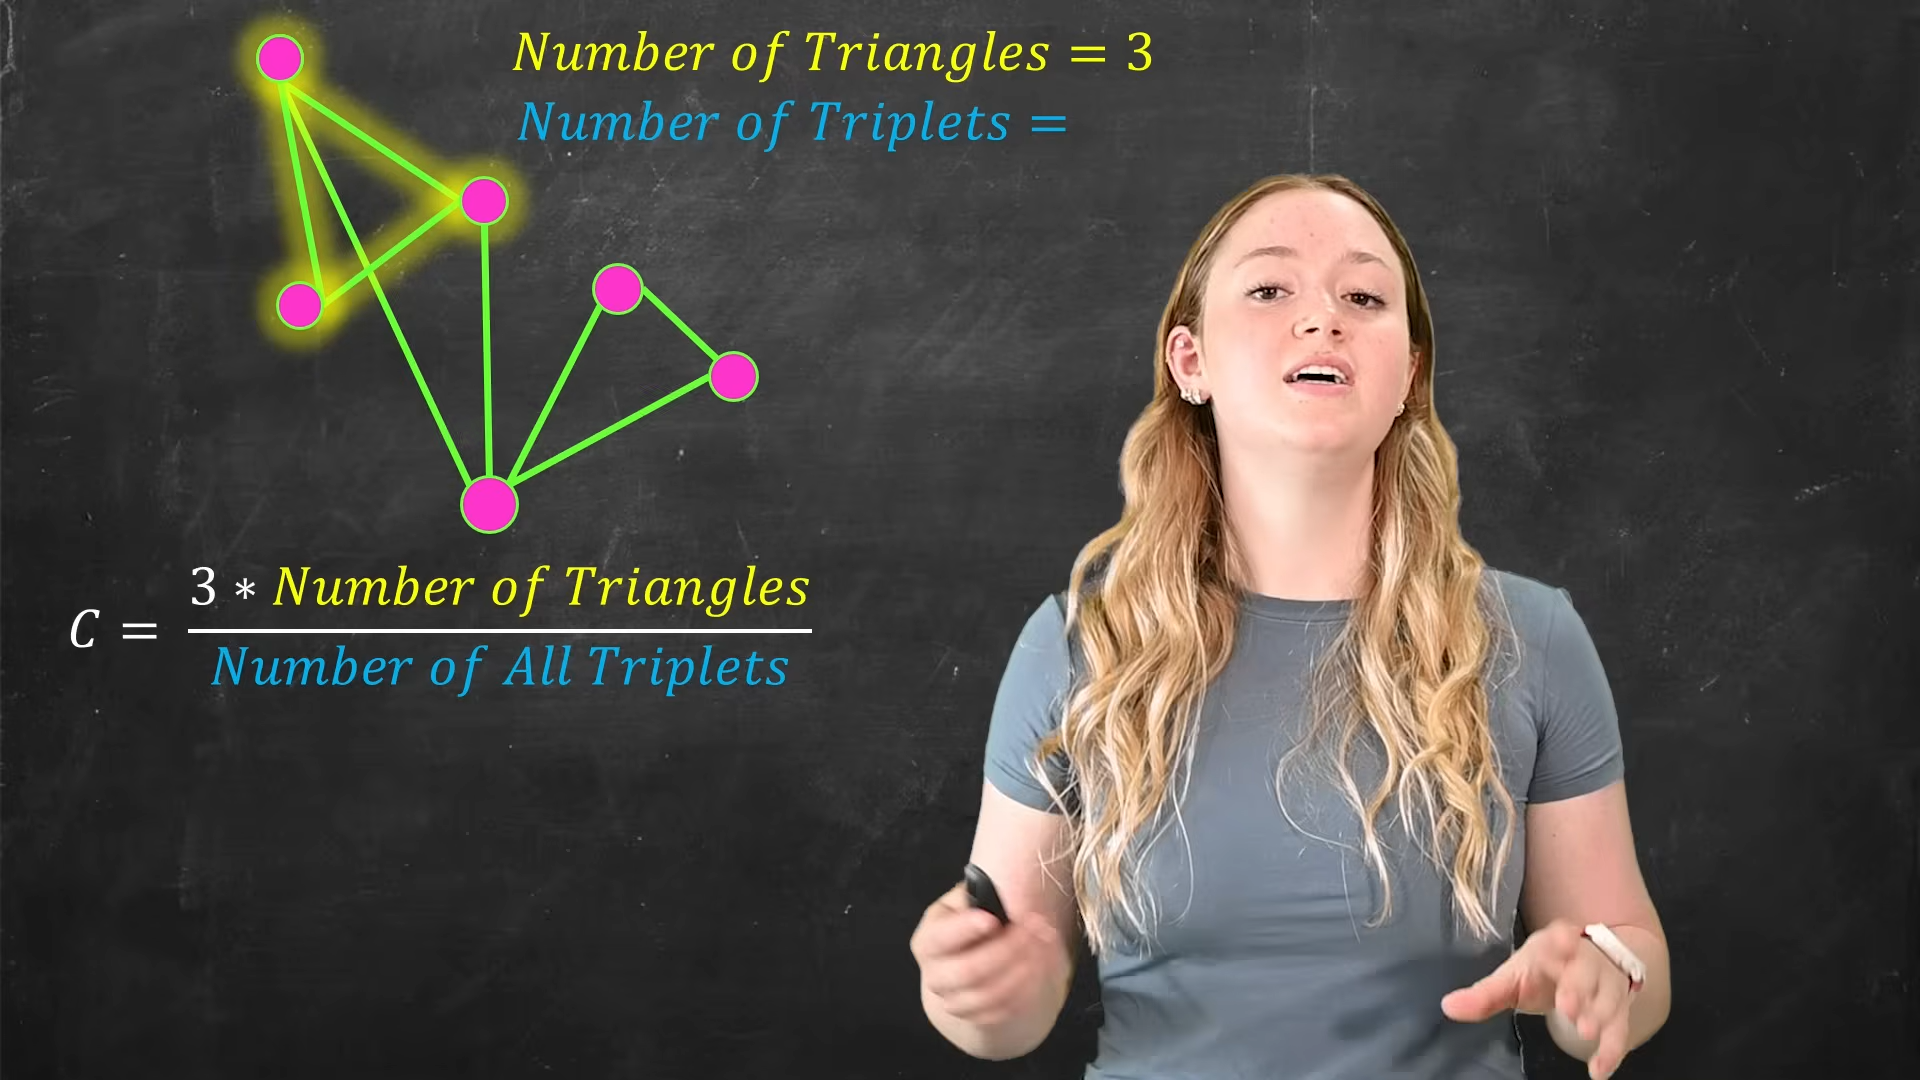 Number of Triangles = 3
Number of Triplets =
C = 3 * Number of Triangles
Number of All Triplets